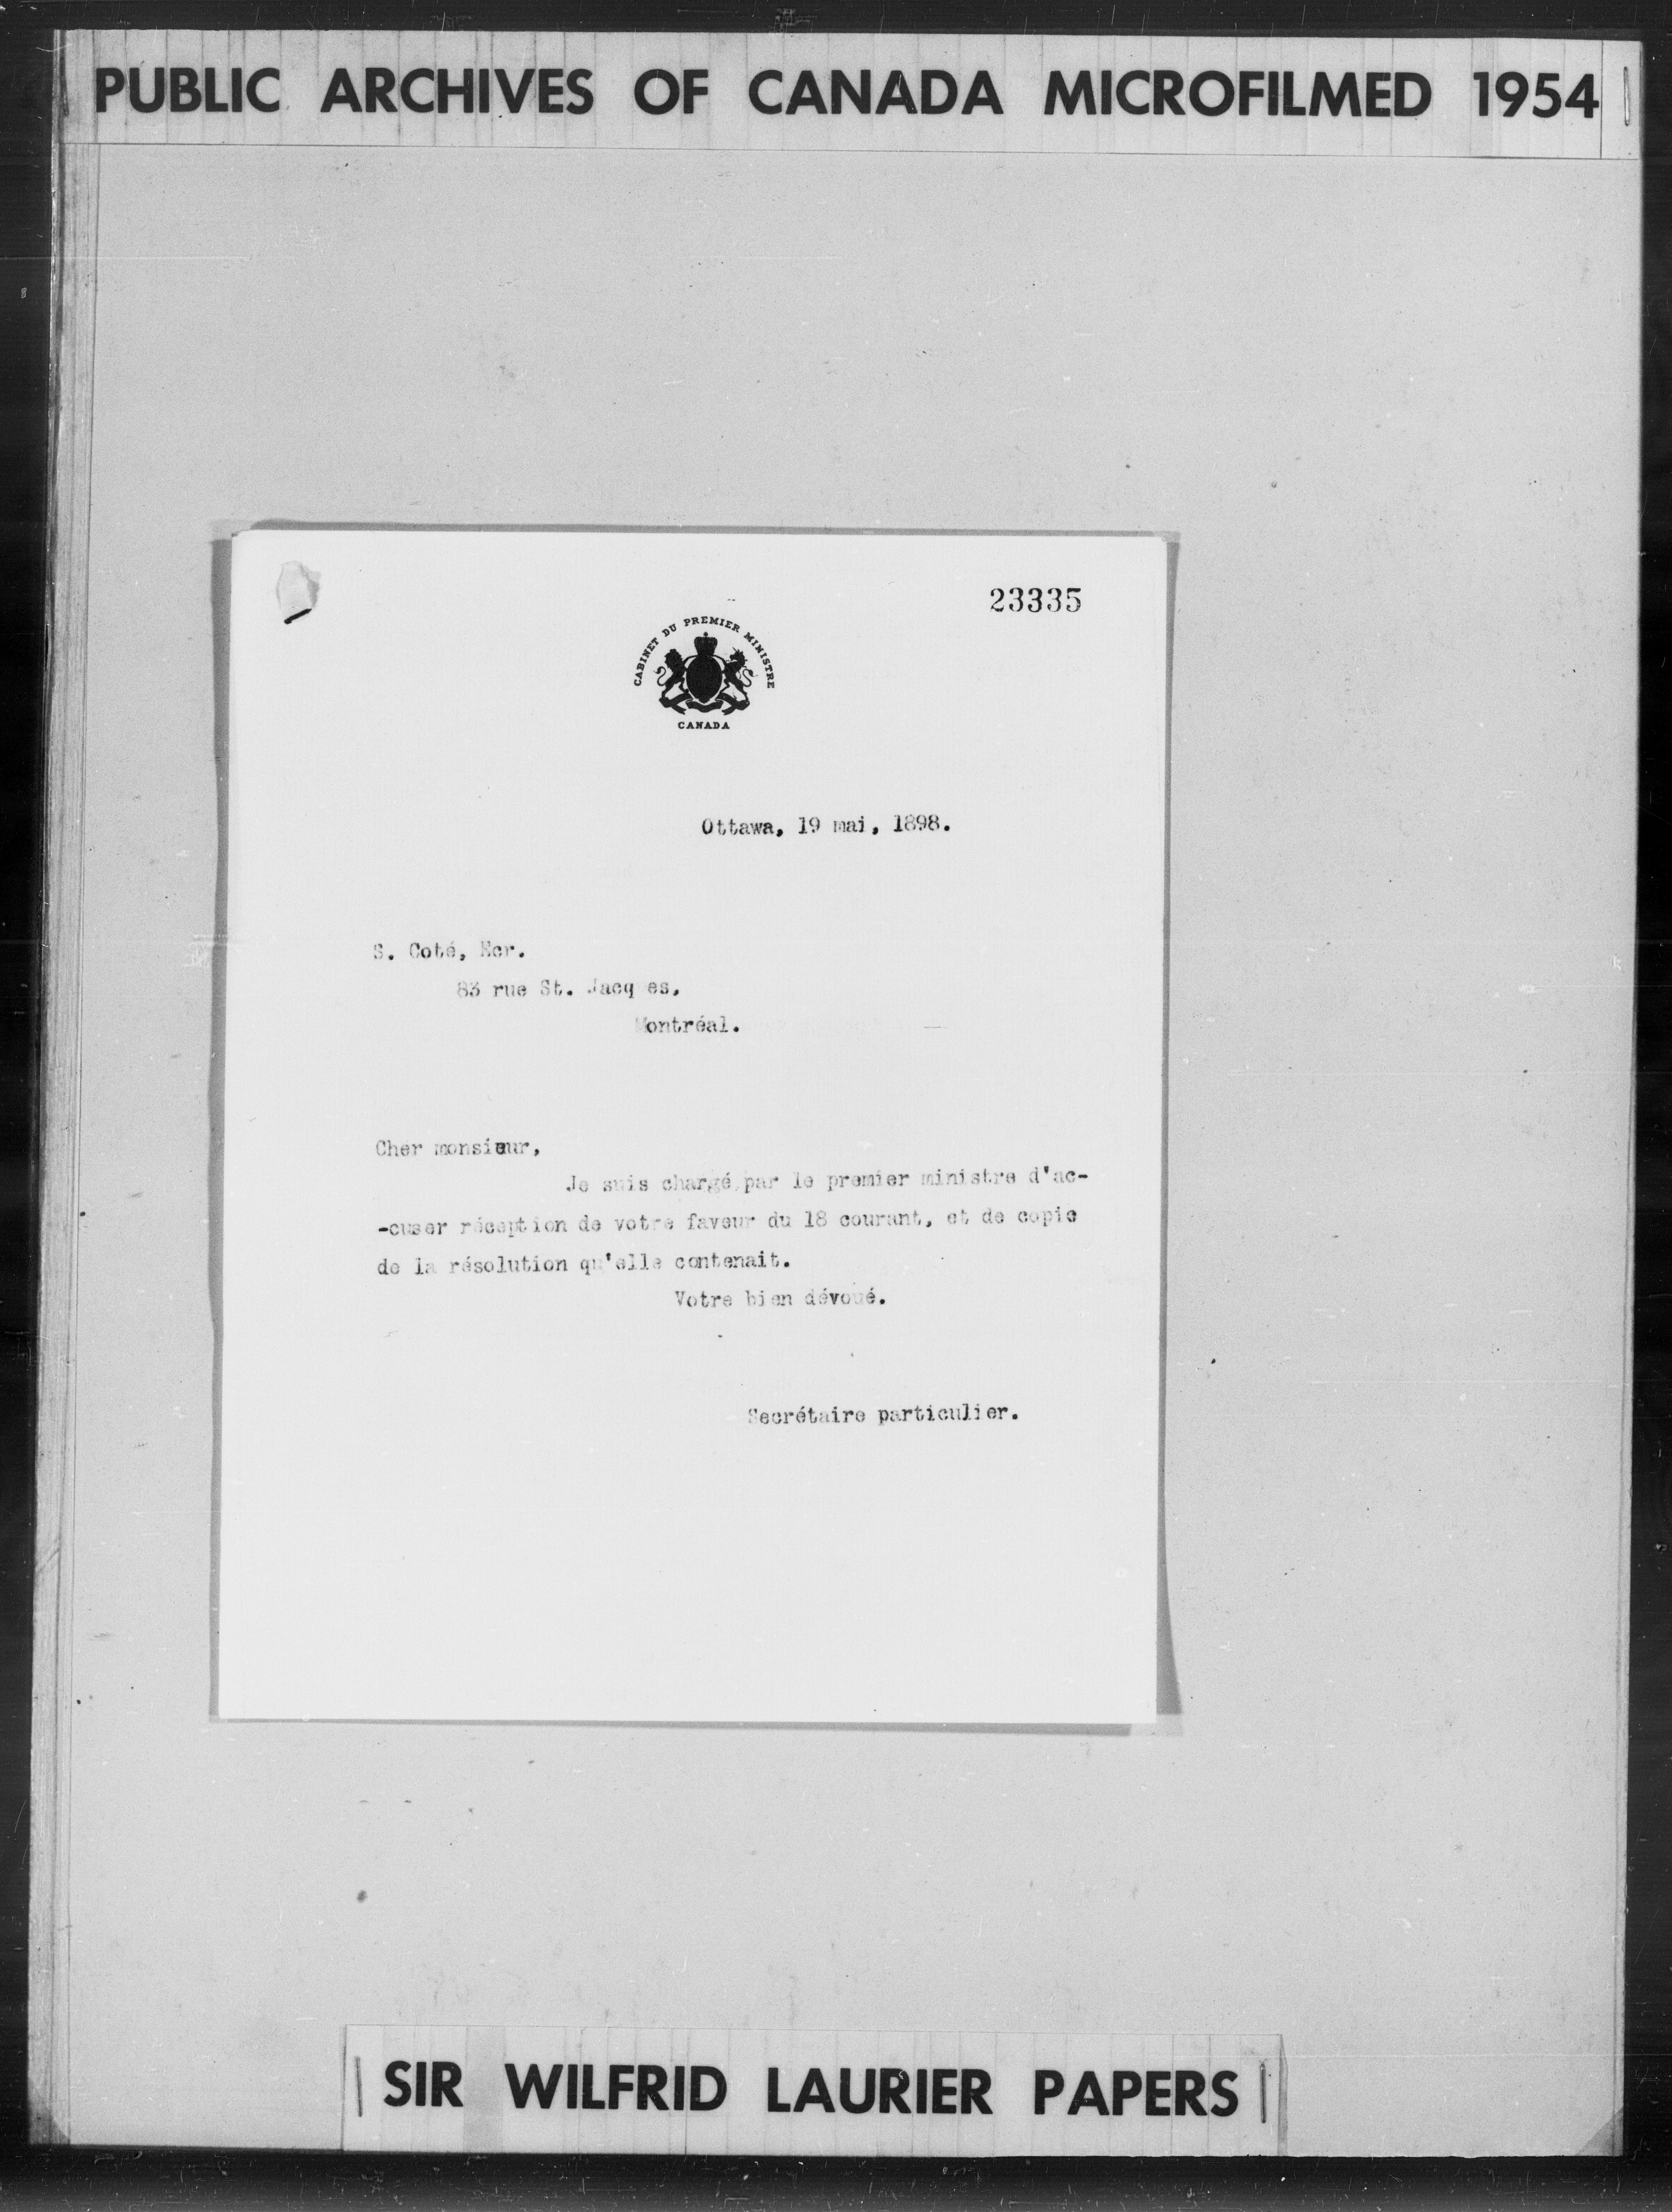 PUBLIC ARCHIVES OF CANADA MICROFILMED 1954
23335
CABINET DU PREMIER MINISTRE
CANADA
Ottawa, 19 mai, 1898.
S. Coté, Ecr.
83 rue St. Jacq es,
Montréal.
Cher monsieur,
Je suis chargé, par le premier ministre d'ac-
-cuser réception de votre faveur du 18 courant, et de copie
de la résolution qu'elle contenait.
Votre bien dévoué.
Secrétaire particulier.
SIR WILFRID LAURIER PAPERS